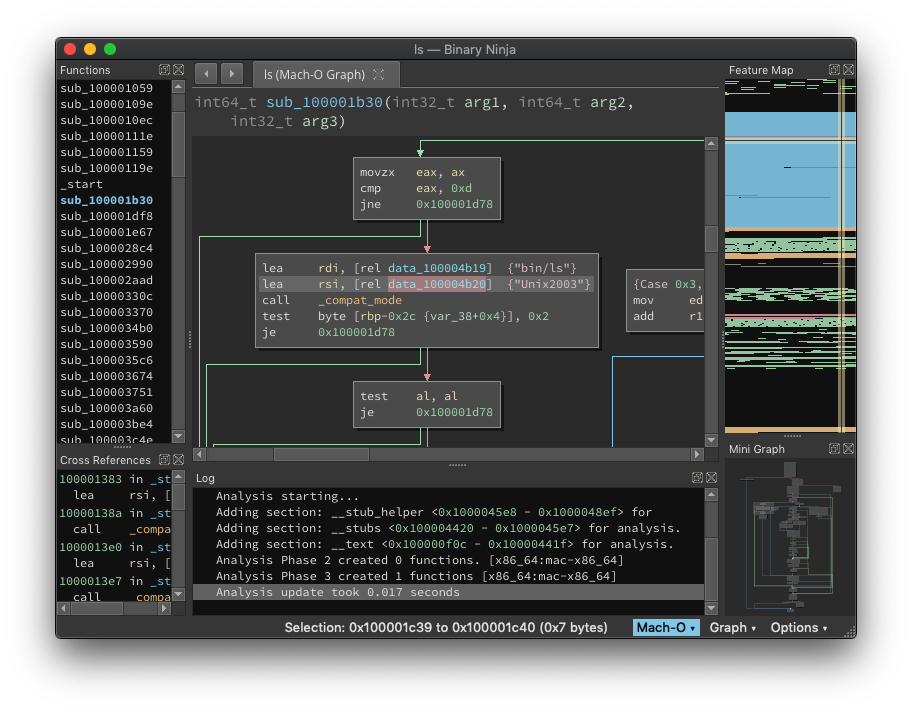 ls — Binary Ninja
Functions
sub_100001059
sub_10000109e
sub_1000010ec
sub_10000111e
sub_100001159
sub_10000119e
_start
sub_100001b30
sub_100001df8
sub_100001e67
sub_1000028c4
sub_100002990
sub_100002aad
sub_10000330c
sub_100003370
sub_1000034b0
sub_100003590
sub_1000035c6
sub_100003674
sub_100003751
sub_100003a60
sub_100003be4
sub_100003c4e
Cross References
100001383 in _st
lea rsi, [
10000138a in _st
call _compa
1000013e0 in _st
lea rsi, [
1000013e7 in _st
call _compa
ls (Mach-O Graph)
int64_t sub_100001b30(int32_t arg1, int64_t arg2,
int32_t arg3)
movzx eax, ax
cmp eax, 0xd
jne 0x100001d78
lea rdi, [rel data_100004b19] {"bin/ls"}
lea rsi, [rel data_100004b20] {"Unix2003"}
call _compat_mode
test byte [rbp-0x2c {var_38+0x4}], 0x2
je 0x100001d78
{Case 0x3,
mov ed
add r1
test al, al
je 0x100001d78
Log
Analysis starting...
Adding section: __stub_helper <0x1000045e8 - 0x1000048ef> for
Adding section: __stubs <0x100004420 - 0x1000045e7> for analysis.
Adding section: __text <0x100000f0c - 0x10000441f> for analysis.
Analysis Phase 2 created 0 functions. [x86_64:mac-x86_64]
Analysis Phase 3 created 1 functions [x86_64:mac-x86_64]
Analysis update took 0.017 seconds
Feature Map
Mini Graph
Selection: 0x100001c39 to 0x100001c40 (0x7 bytes) Mach-O Graph Options